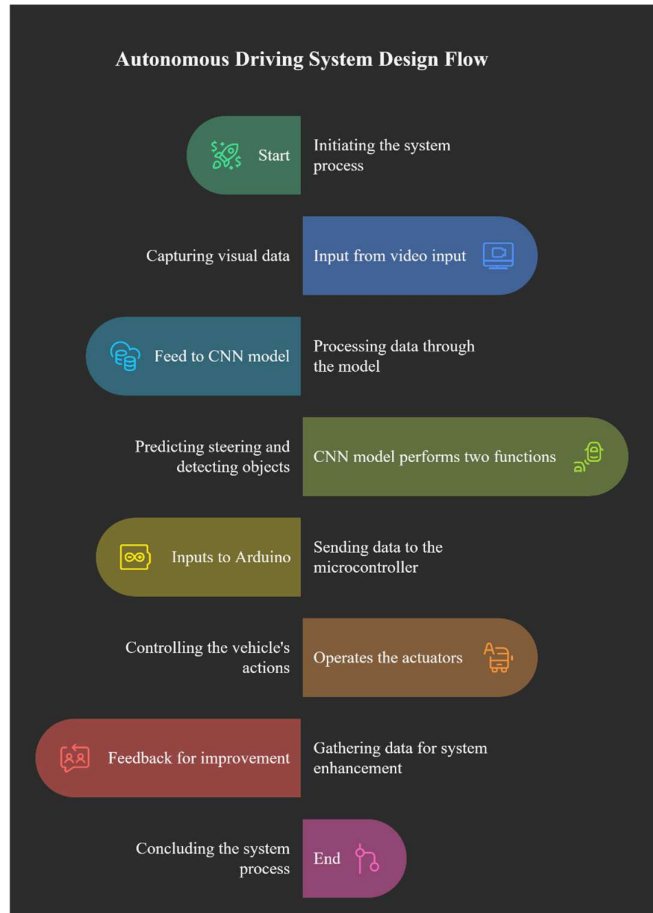 Autonomous Driving System Design Flow
Start
Initiating the system
process
Capturing visual data
Input from video input
Feed to CNN model
Processing data through
the model
Predicting steering and
detecting objects
CNN model performs two functions
Inputs to Arduino
Sending data to the
microcontroller
Controlling the vehicle's
actions
Operates the actuators
Feedback for improvement
Gathering data for system
enhancement
Concluding the system
process
End